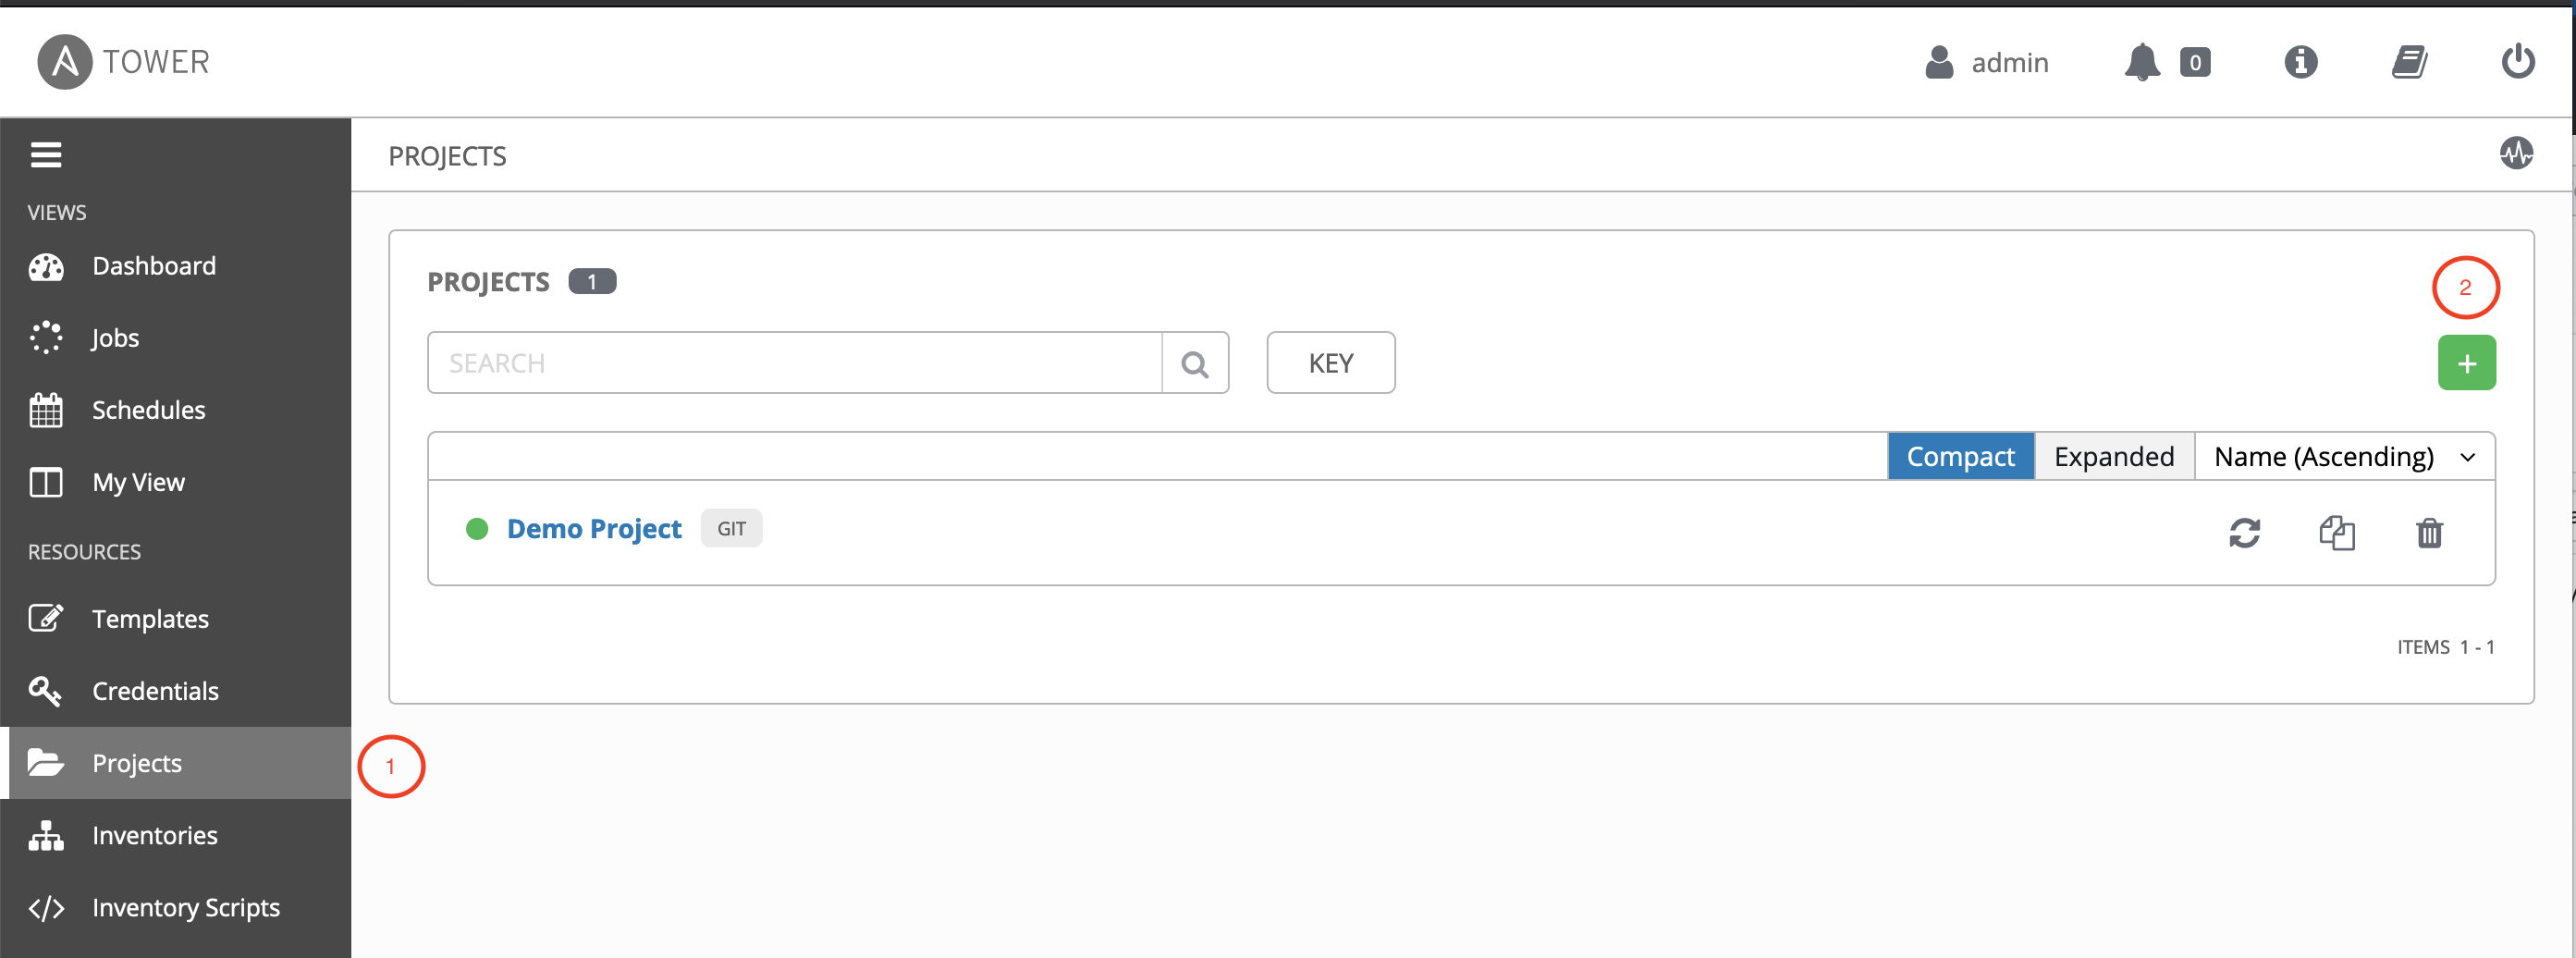 TOWER
admin
0
PROJECTS
VIEWS
Dashboard
Jobs
Schedules
My View
RESOURCES
Templates
Credentials
Projects
1
Inventories
Inventory Scripts
PROJECTS 1
2
SEARCH
KEY
+
Compact Expanded Name (Ascending)
Demo Project GIT
ITEMS 1 - 1